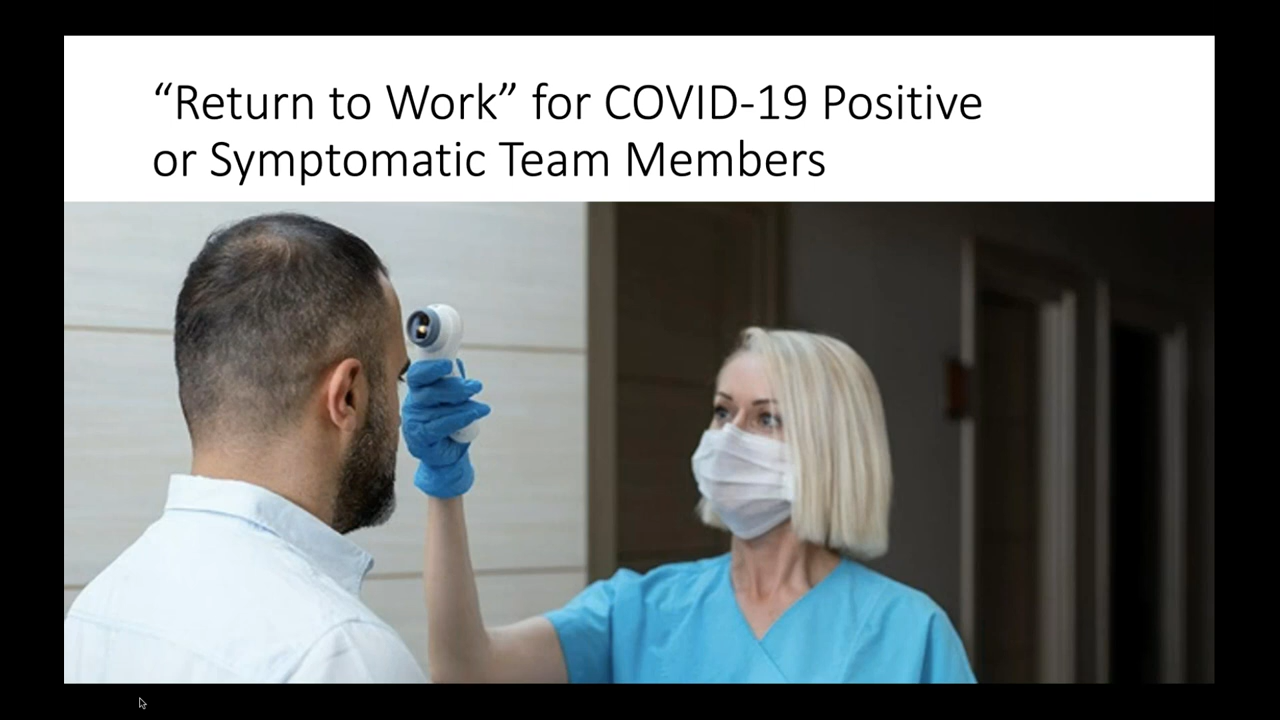 “Return to Work” for COVID-19 Positive
or Symptomatic Team Members